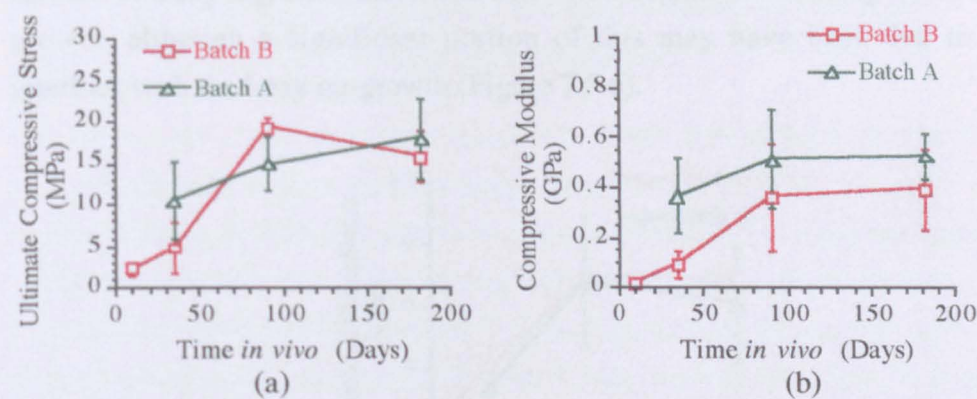 Ultimate Compressive Stress
(MPa)
30
25
20
15
10
5
0
Batch B
Batch A
0 50 100 150 200
Time in vivo (Days)
(a)
Compressive Modulus
(GPa)
1
0.8
0.6
0.4
0.2
0
Batch B
Batch A
0 50 100 150 200
Time in vivo (Days)
(b)